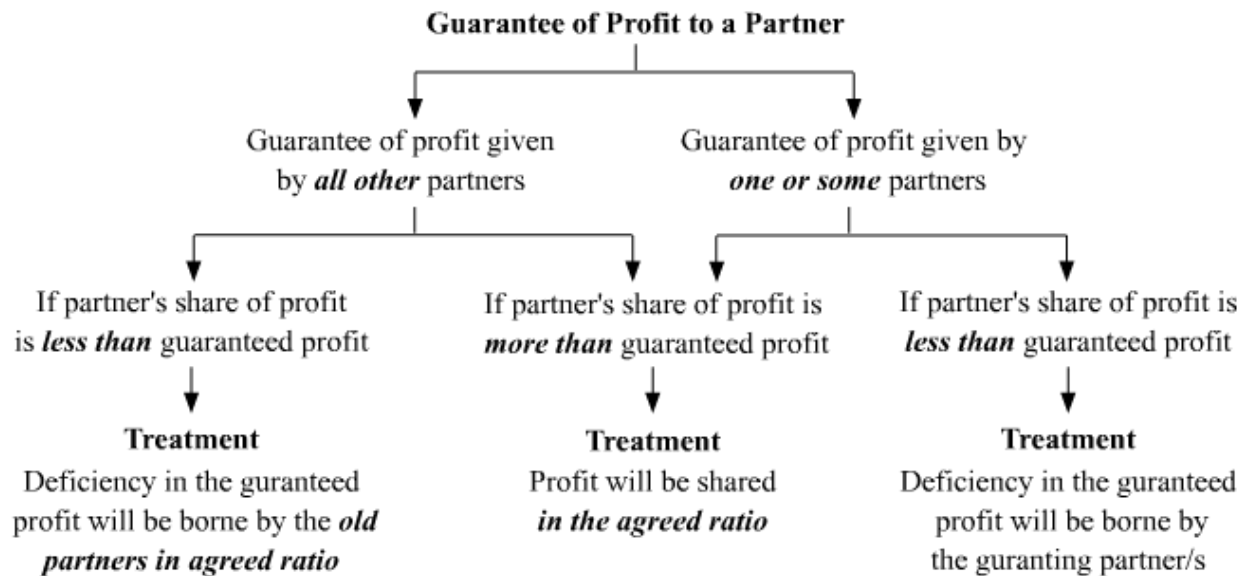 Guarantee of Profit to a Partner
Guarantee of profit given
by all other partners
Guarantee of profit given by
one or some partners
If partner's share of profit
is less than guaranteed profit
If partner's share of profit is
more than guaranteed profit
If partner's share of profit is
less than guaranteed profit
Treatment
Deficiency in the guranteed
profit will be borne by the old
partners in agreed ratio
Treatment
Profit will be shared
in the agreed ratio
Treatment
Deficiency in the guranteed
profit will be borne by
the guranting partner/s